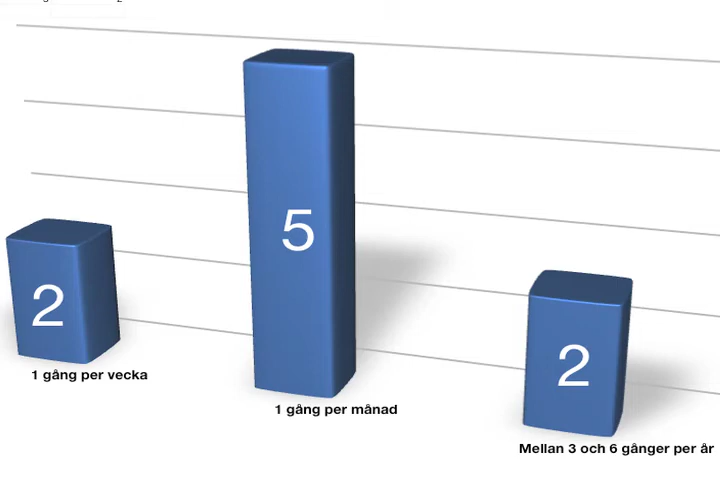 2
1 gång per vecka
5
1 gång per månad
2
Mellan 3 och 6 gånger per år